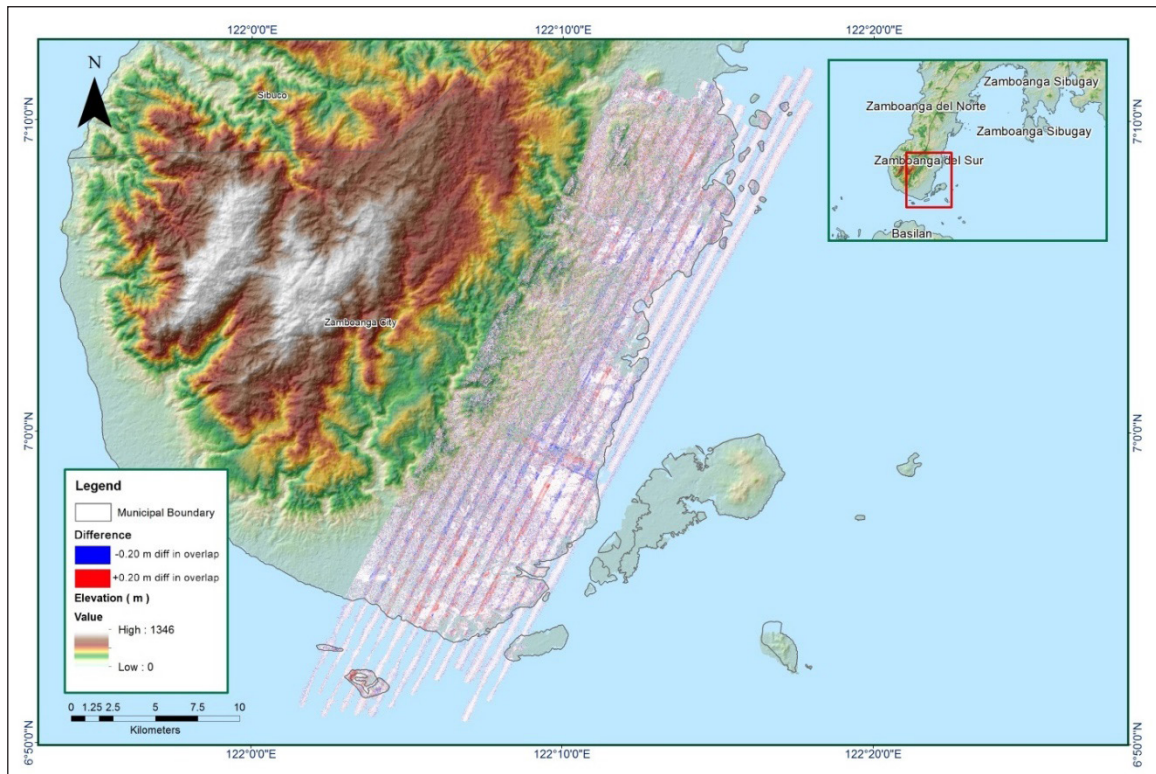 122°0'0"E
122°10'0"E
122°20'0"E
N
7°10'0"N
7°10'0"N
Sibuco
Zamboanga Sibugay
Zamboanga del Norte
Zamboanga Sibugay
Zamboanga del Sur
Basilan
Zamboanga City
7°0'0"N
7°0'0"N
Legend
Municipal Boundary
Difference
-0.20 m diff in overlap
+0.20 m diff in overlap
Elevation ( m )
Value
High : 1346
Low : 0
0 1.25 2.5 5 7.5 10
Kilometers
6°50'0"N
6°50'0"N
122°0'0"E
122°10'0"E
122°20'0"E